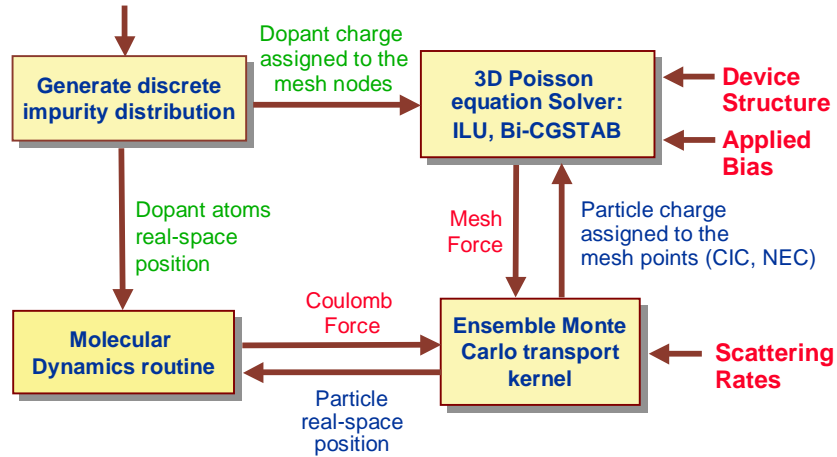 Generate discrete
impurity distribution
Dopant charge
assigned to the
mesh nodes
3D Poisson
equation Solver:
ILU, Bi-CGSTAB
Device
Structure
Applied
Bias
Dopant atoms
real-space
position
Mesh
Force
Particle charge
assigned to the
mesh points (CIC, NEC)
Molecular
Dynamics routine
Coulomb
Force
Ensemble Monte
Carlo transport
kernel
Scattering
Rates
Particle
real-space
position